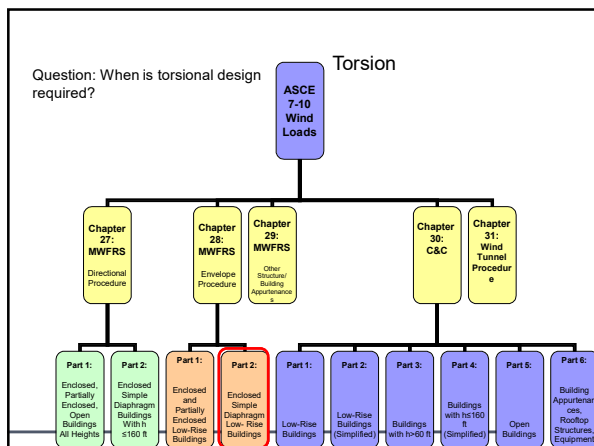 Question: When is torsional design
required?
Torsion
ASCE
7-10
Wind
Loads
Chapter
27:
MWFRS
Directional
Procedure
Chapter
28:
MWFRS
Envelope
Procedure
Chapter
29:
MWFRS
Other
Structure/
Building
Appurtenance
s
Chapter
30:
C&C
Chapter
31:
Wind
Tunnel
Procedur
e
Part 1:
Enclosed,
Partially
Enclosed,
Open
Buildings
All Heights
Part 2:
Enclosed
Simple
Diaphragm
Buildings
With h
≤160 ft
Part 1:
Enclosed
and Partially
Enclosed
Low-Rise
Buildings
Part 2:
Enclosed
Simple
Diaphragm
Low- Rise
Buildings
Part 1:
Low-Rise
Buildings
Part 2:
Low-Rise
Buildings
(Simplified)
Part 3:
Buildings
with h>60 ft
Part 4:
Buildings
with h≤160
ft
(Simplified)
Part 5:
Open
Buildings
Part 6:
Building
Appurtenan
ces,
Rooftop
Structures,
Equipment